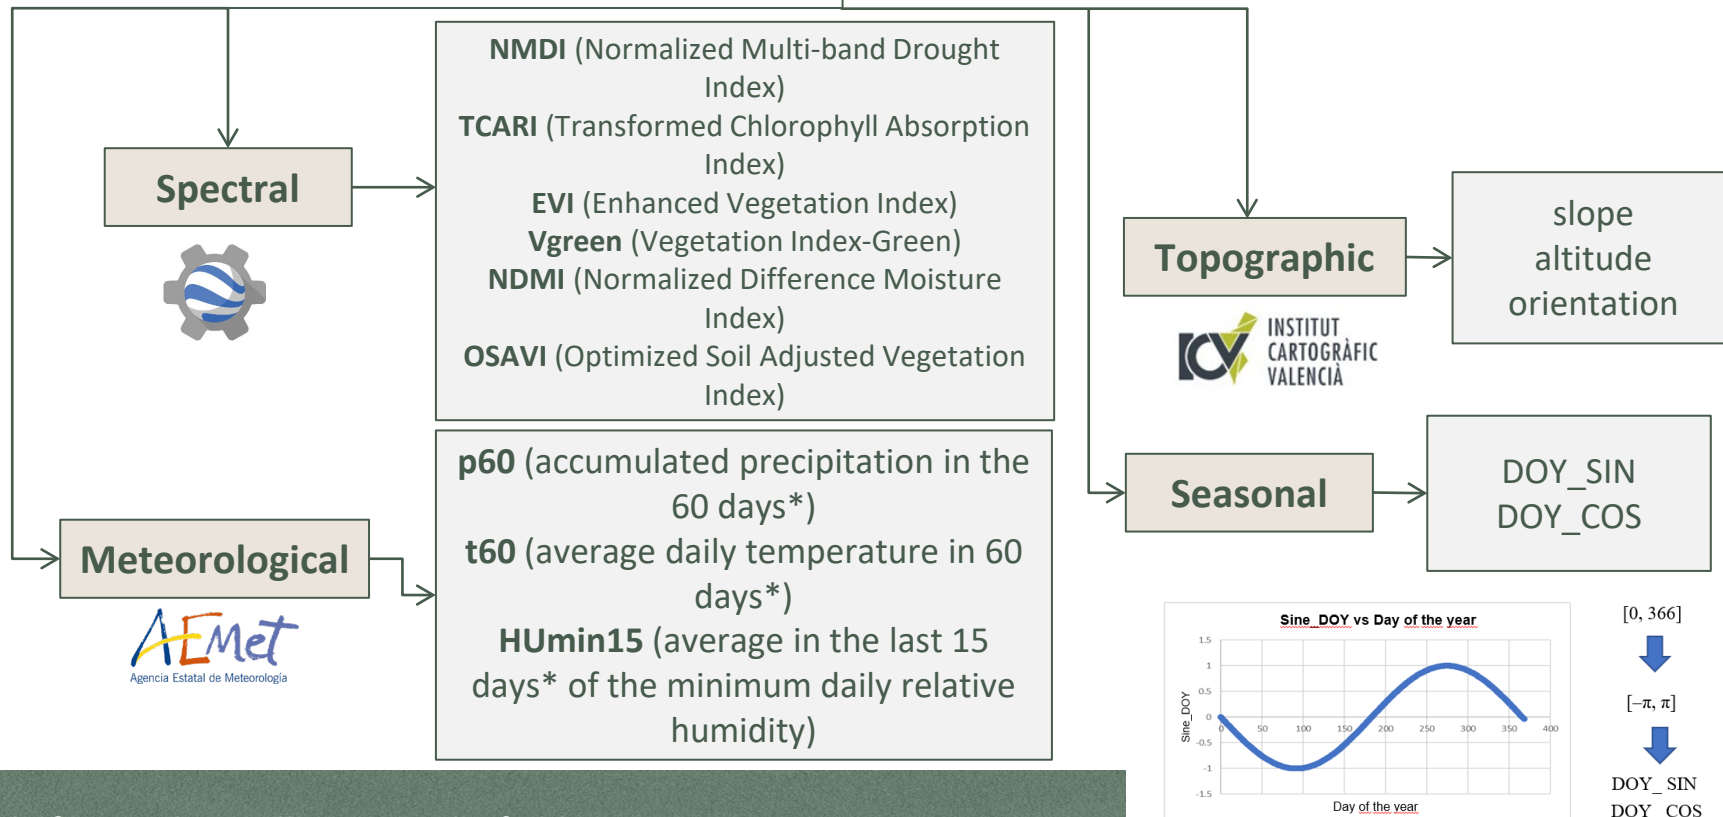 Spectral
NMDI (Normalized Multi-band Drought
Index)
TCARI (Transformed Chlorophyll Absorption
Index)
EVI (Enhanced Vegetation Index)
Vgreen (Vegetation Index-Green)
NDMI (Normalized Difference Moisture
Index)
OSAVI (Optimized Soil Adjusted Vegetation
Index)
Meteorological
AEMet
Agencia Estatal de Meteorología
p60 (accumulated precipitation in the
60 days*)
t60 (average daily temperature in 60
days*)
HUmin15 (average in the last 15
days* of the minimum daily relative
humidity)
Topographic
ICV
INSTITUT
CARTOGRÀFIC
VALENCIÀ
slope
altitude
orientation
Seasonal
DOY_SIN
DOY_COS
Sine_DOY vs Day of the year
1.5
1
0.5
0
-0.5
-1
-1.5
Sine_DOY
0 50 100 150 200 250 300 350 400
Day of the year
[0, 366]
[–π, π]
DOY_ SIN
DOY_ COS